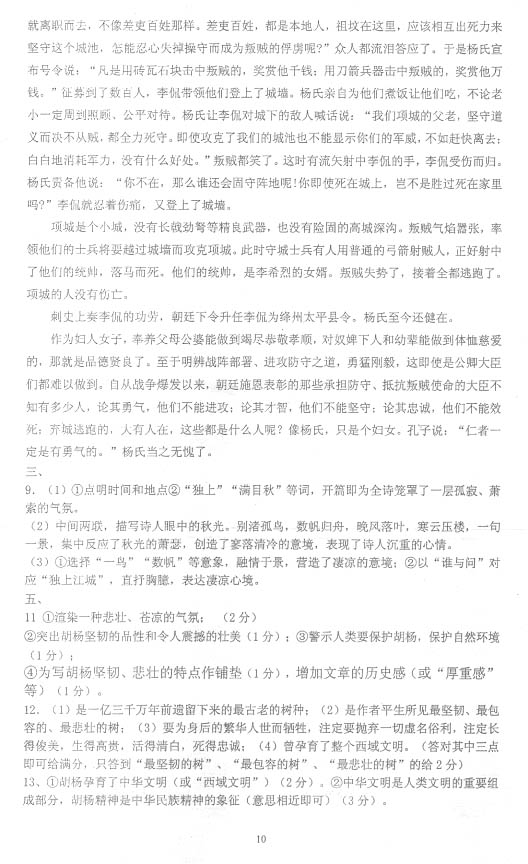 就离职而去，不像差吏百姓那样。差吏百姓，都是本地人，祖坟在这里，应该相互出死力来
坚守这个城池，怎能忍心失掉操守而成为叛贼的俘虏呢?”众人都流泪答应了。于是杨氏宣
布号令说：“凡是用砖瓦石块击中叛贼的，奖赏他千钱；用刀箭兵器击中叛贼的，奖赏他万
钱。”征募到了数百人，李侃带领他们登上了城墙。杨氏亲自为他们煮饭让他们吃，不论老
小一定周到照顾、公平对待。杨氏让李侃对城下的敌人喊话说：“我们项城的父老，坚守道
义而决不从贼，都全力死守。即使攻克了我们的城池也不能显示你们的军威，不如赶快离去；
白白地消耗军力，没有什么好处。”叛贼都笑了。这时有流矢射中李侃的手，李侃受伤而归。
杨氏责备他说：“你不在，那么谁还会固守阵地呢!你即使死在城上，岂不是胜过死在家里
吗?”李侃就忍着伤痛，又登上了城墙。
项城是个小城，没有长戟劲弩等精良武器，也没有险固的高城深沟。叛贼气焰嚣张，率
领他们的士兵将要越过城墙而攻克项城。此时守城士兵有人用普通的弓箭射贼人，正好射中
了他们的统帅，落马而死。他们的统帅，是李希烈的女婿。叛贼失势了，接着全都逃跑了。
项城的人没有伤亡。
刺史上奏李侃的功劳，朝廷下令升任李侃为绛州太平县令。杨氏至今还健在。
作为妇人女子，奉养父母公婆能做到竭尽恭敬孝顺，对奴婢下人和幼辈能做到体恤慈爱
的，那就是品德贤良了。至于明辨战阵部署、进攻防守之道，勇猛刚毅，这即使是公卿大臣
们都难以做到。自从战争爆发以来，朝廷施恩表彰的那些承担防守、抵抗叛贼使命的大臣不
知有多少人，论其勇气，他们不能进攻；论其才智，他们不能坚守；论其忠诚，他们不能效
死；弃城逃跑的，大有人在，这些都是什么人呢？像杨氏，只是个妇女。孔子说：“仁者一
定是有勇气的。”杨氏当之无愧了。
三、
9．（1）①点明时间和地点②“独上”“满目秋”等词，开篇即为全诗笼罩了一层孤寂、萧
索的气氛。
（2）中间两联，描写诗人眼中的秋光。别渚孤鸟，数帆归舟，晚风落叶，寒云压楼，一句
一景，集中反应了秋光的萧瑟，创造了寥落清冷的意境，表现了诗人沉重的心情。
（3）①选择“一鸟”“数帆”等意象，融情于景，营造了凄凉的意境；②以“谁与问”对
应“独上江城”，直抒胸臆，表达凄凉心境。
五、
11 ①渲染一种悲壮、苍凉的气氛； （2 分）
②突出胡杨坚韧的品性和令人震撼的壮美（1 分）；③警示人类要保护胡杨，保护自然环境
（1 分）；
④为写胡杨坚韧、悲壮的特点作铺垫（1 分），增加文章的历史感（或“厚重感”
等）（1 分）。
12．（1）是一亿三千万年前遗留下来的最古老的树种；（2）是作者平生所见最坚韧、最包
容的、最悲壮的树；（3）要为身后的繁华人世而牺牲，注定要抛弃一切虚名俗利，注定长
得俊美，生得高贵，活得清白，死得忠诚；（4）曾孕育了整个西域文明。（答对其中三点
即可给满分，只答到“最坚韧的树”、“最包容的树”、“最悲壮的树”的给 2 分）
13、①胡杨孕育了中华文明（或“西域文明”）（2 分）。②中华文明是人类文明的重要组
成部分，胡杨精神是中华民族精神的象征（意思相近即可）（3 分）。
10